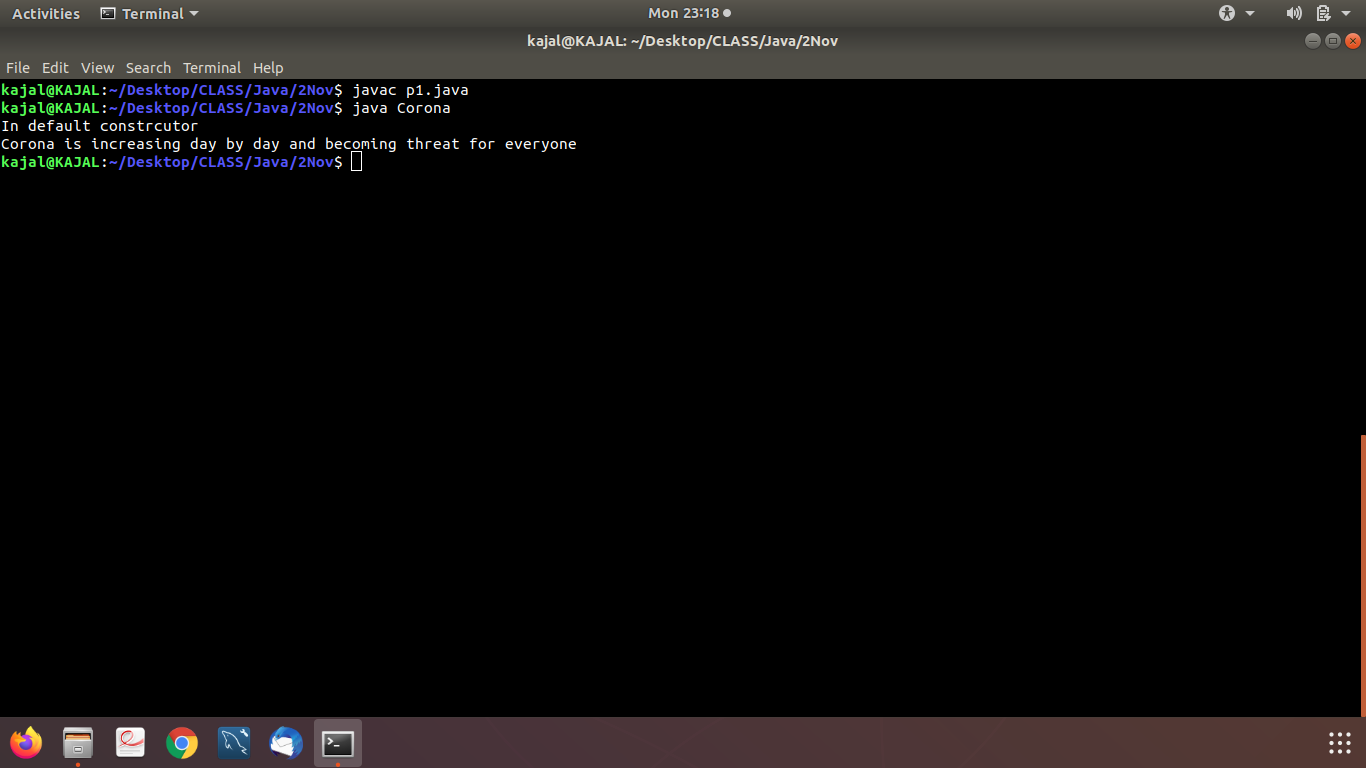 Activities Terminal Mon 23:18
kajal@KAJAL: ~/Desktop/CLASS/Java/2Nov
File Edit View Search Terminal Help
kajal@KAJAL:~/Desktop/CLASS/Java/2Nov$ javac p1.java
kajal@KAJAL:~/Desktop/CLASS/Java/2Nov$ java Corona
In default constrcutor
Corona is increasing day by day and becoming threat for everyone
kajal@KAJAL:~/Desktop/CLASS/Java/2Nov$